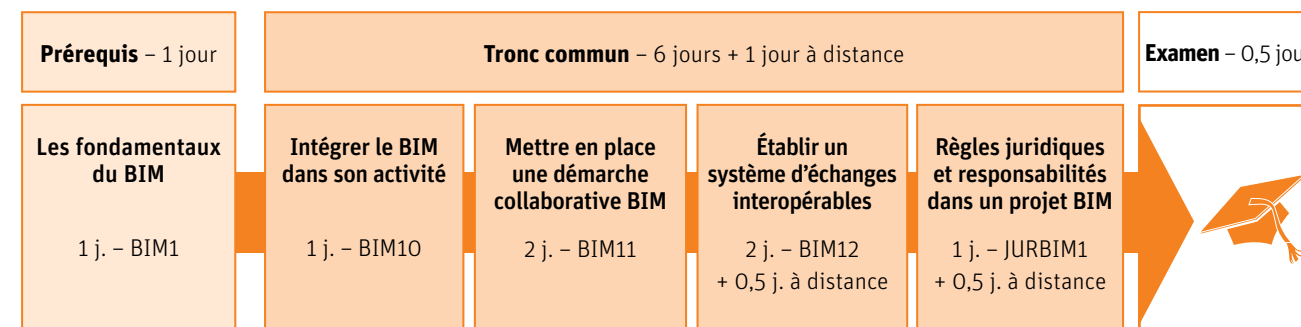 Prérequis – 1 jour
Tronc commun – 6 jours + 1 jour à distance
Examen – 0,5 jou
Les fondamentaux
du BIM
1 j. – BIM1
Intégrer le BIM
dans son activité
1 j. – BIM10
Mettre en place
une démarche
collaborative BIM
2 j. – BIM11
Établir un
système d’échanges
interopérables
2 j. – BIM12
+ 0,5 j. à distance
Règles juridiques
et responsabilités
dans un projet BIM
1 j. – JURBIM1
+ 0,5 j. à distance